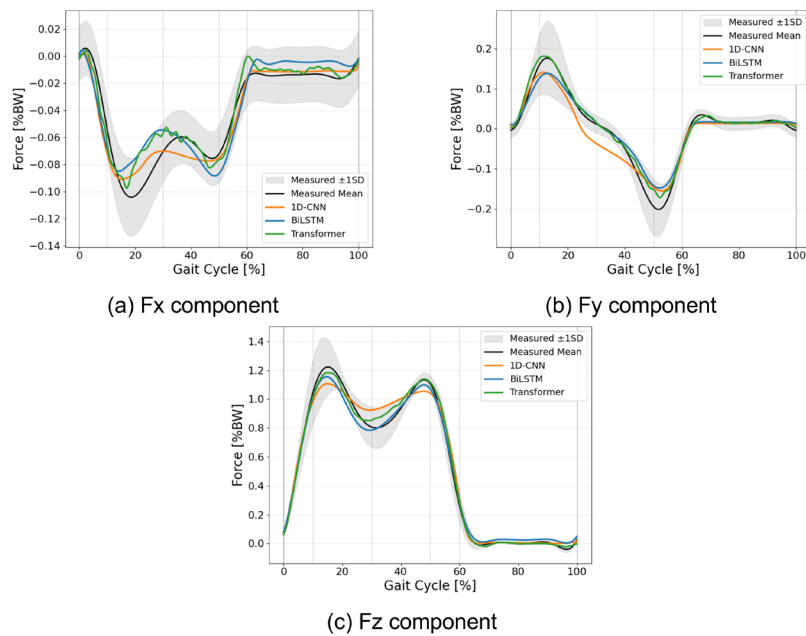 0.02
0.00
−0.02
−0.04
−0.06
−0.08
−0.10
−0.12
−0.14
Force [%BW]
0 20 40 60 80 100
Gait Cycle [%]
Measured ±1SD
Measured Mean
1D-CNN
BiLSTM
Transformer
(a) Fx component
0.2
0.1
0.0
−0.1
−0.2
Force [%BW]
0 20 40 60 80 100
Gait Cycle [%]
Measured ±1SD
Measured Mean
1D-CNN
BiLSTM
Transformer
(b) Fy component
1.4
1.2
1.0
0.8
0.6
0.4
0.2
0.0
Force [%BW]
0 20 40 60 80 100
Gait Cycle [%]
Measured ±1SD
Measured Mean
1D-CNN
BiLSTM
Transformer
(c) Fz component